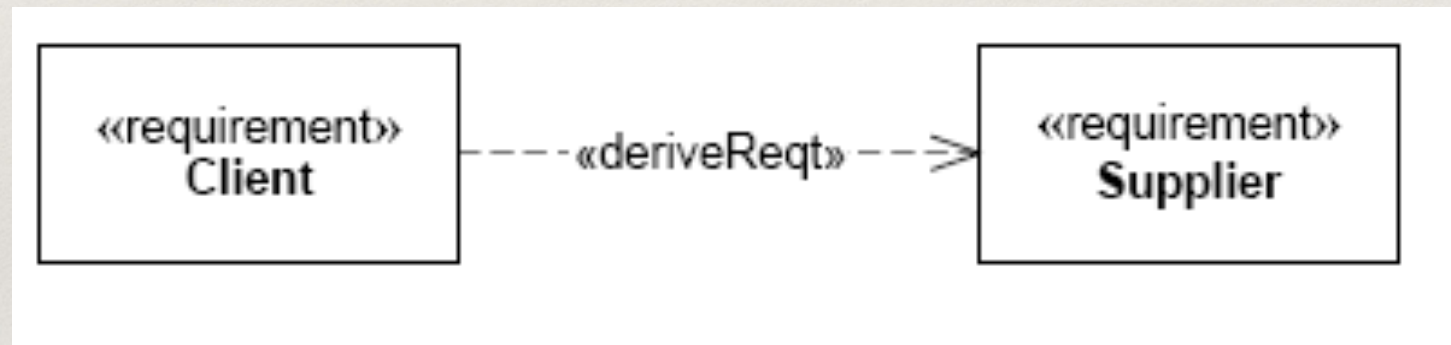 «requirement»
Client
«deriveReqt»
«requirement»
Supplier